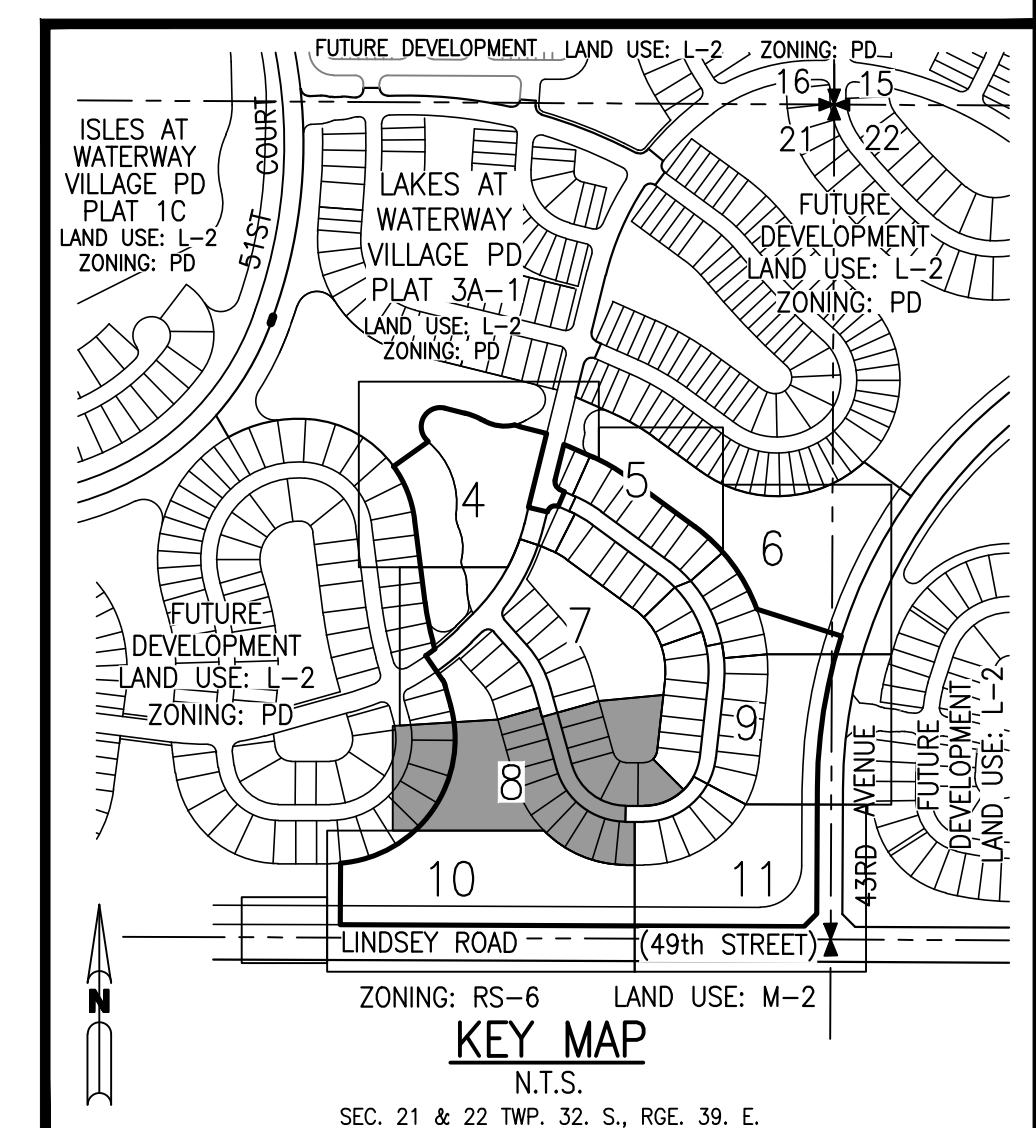 FUTURE DEVELOPMENT LAND USE: L-2 ZONING: PD
16 15
21 22
ISLES AT
WATERWAY
VILLAGE PD
PLAT 1C
LAND USE: L-2
ZONING: PD
51ST COURT
LAKES AT
WATERWAY
VILLAGE PD
PLAT 3A-1
LAND USE: L-2
ZONING: PD
FUTURE
DEVELOPMENT
LAND USE: L-2
ZONING: PD
4
5
6
7
FUTURE
DEVELOPMENT
LAND USE: L-2
ZONING: PD
8
9
10
11
43RD AVENUE
FUTURE
DEVELOPMENT
LAND USE: L-2
LINDSEY ROAD (49th STREET)
ZONING: RS-6 LAND USE: M-2
N
KEY MAP
N.T.S.
SEC. 21 & 22 TWP. 32. S., RGE. 39. E.